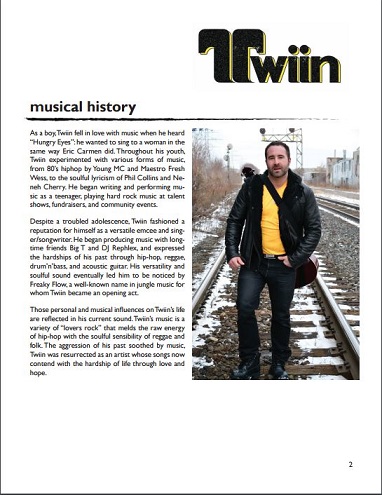 Twiin
musical history
As a boy, Twiin fell in love with music when he heard
"Hungry Eyes": he wanted to sing to a woman in the
same way Eric Carmen did. Throughout his youth,
Twiin experimented with various forms of music,
from 80's hiphop by Young MC and Maestro Fresh
Wess, to the soulful lyricism of Phil Collins and Ne-
neh Cherry. He began writing and performing mu-
sic as a teenager, playing hard rock music at talent
shows, fundraisers, and community events.
Despite a troubled adolescence, Twiin fashioned a
reputation for himself as a versatile emcee and sing-
er/songwriter. He began producing music with long-
time friends Big T and DJ Rephlex, and expressed
the hardships of his past through hip-hop, reggae,
drum'n'bass, and acoustic guitar. His versatility and
soulful sound eventually led him to be noticed by
Freaky Flow, a well-known name in jungle music for
whom Twiin became an opening act.
Those personal and musical influences on Twiin's life
are reflected in his current sound. Twiin's music is a
variety of "lovers rock" that melds the raw energy
of hip-hop with the soulful sensibility of reggae and
folk. The aggression of his past soothed by music,
Twiin was resurrected as an artist whose songs now
contend with the hardship of life through love and
hope.
2